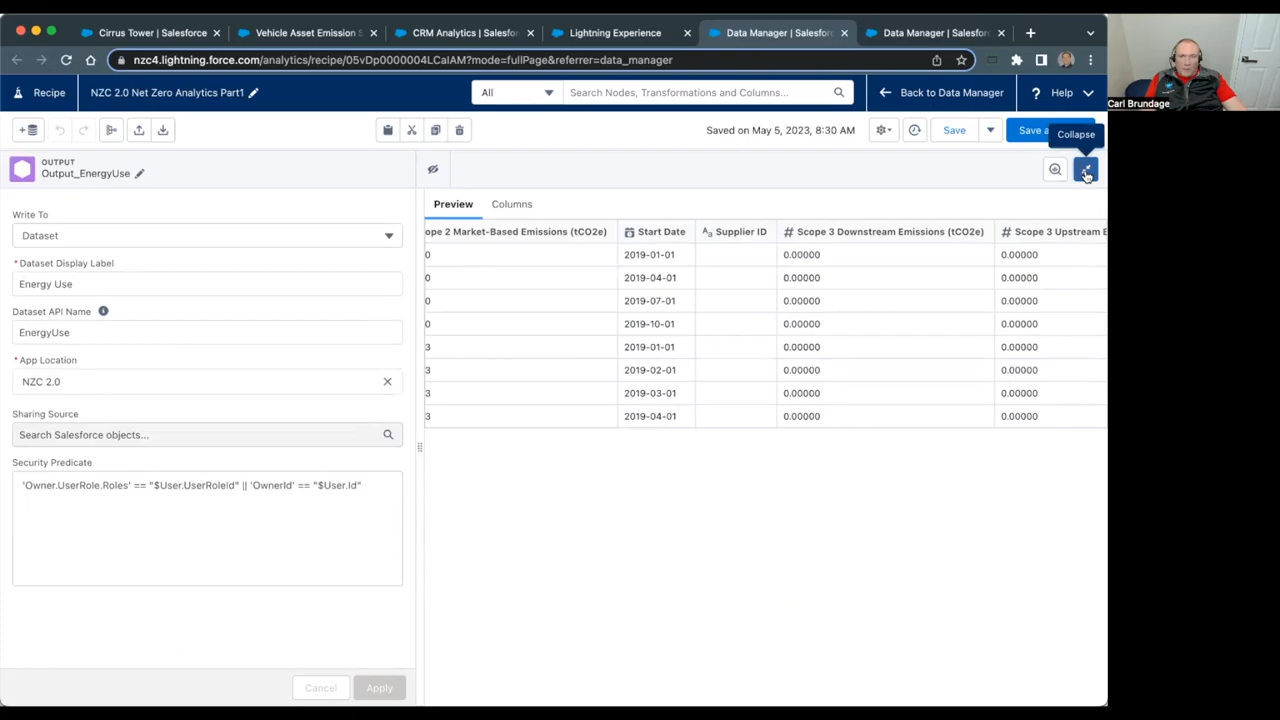 Cirrus Tower | Salesforce
Vehicle Asset Emission S
CRM Analytics | Salesfor
Lightning Experience
Data Manager | Salesfor
Data Manager | Salesfo
nzc4.lightning.force.com/analytics/recipe/05vDp0000004LCaIAM?mode=fullPage&referrer=data_manager
Recipe
NZC 2.0 Net Zero Analytics Part1
All
Search Nodes, Transformations and Columns...
Back to Data Manager
Help
Carl Brundage
Saved on May 5, 2023, 8:30 AM
Save
Save a
Collapse
OUTPUT
Output_EnergyUse
Preview
Columns
Write To
Dataset
* Dataset Display Label
Energy Use
Dataset API Name
EnergyUse
* App Location
NZC 2.0
Sharing Source
Search Salesforce objects...
Security Predicate
'Owner.UserRole.Roles' == "$User.UserRoleId" || 'OwnerId' == "$User.Id"
Cancel
Apply
ope 2 Market-Based Emissions (tCO2e) Start Date Supplier ID # Scope 3 Downstream Emissions (tCO2e) # Scope 3 Upstream E
0 2019-01-01 0.00000 0.00000
0 2019-04-01 0.00000 0.00000
0 2019-07-01 0.00000 0.00000
0 2019-10-01 0.00000 0.00000
3 2019-01-01 0.00000 0.00000
3 2019-02-01 0.00000 0.00000
3 2019-03-01 0.00000 0.00000
3 2019-04-01 0.00000 0.00000